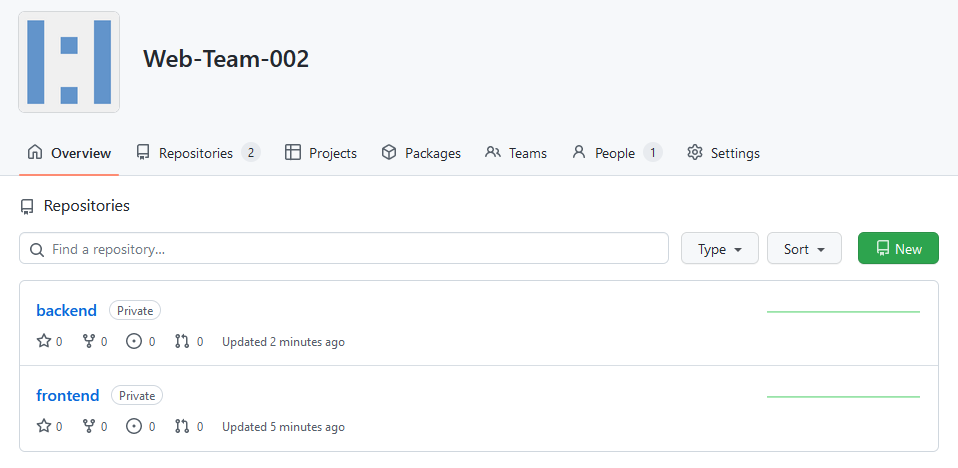 Web-Team-002
Overview Repositories 2 Projects Packages Teams People 1 Settings
Repositories
Find a repository... Type Sort New
backend Private
0 0 0 0 Updated 2 minutes ago
frontend Private
0 0 0 0 Updated 5 minutes ago